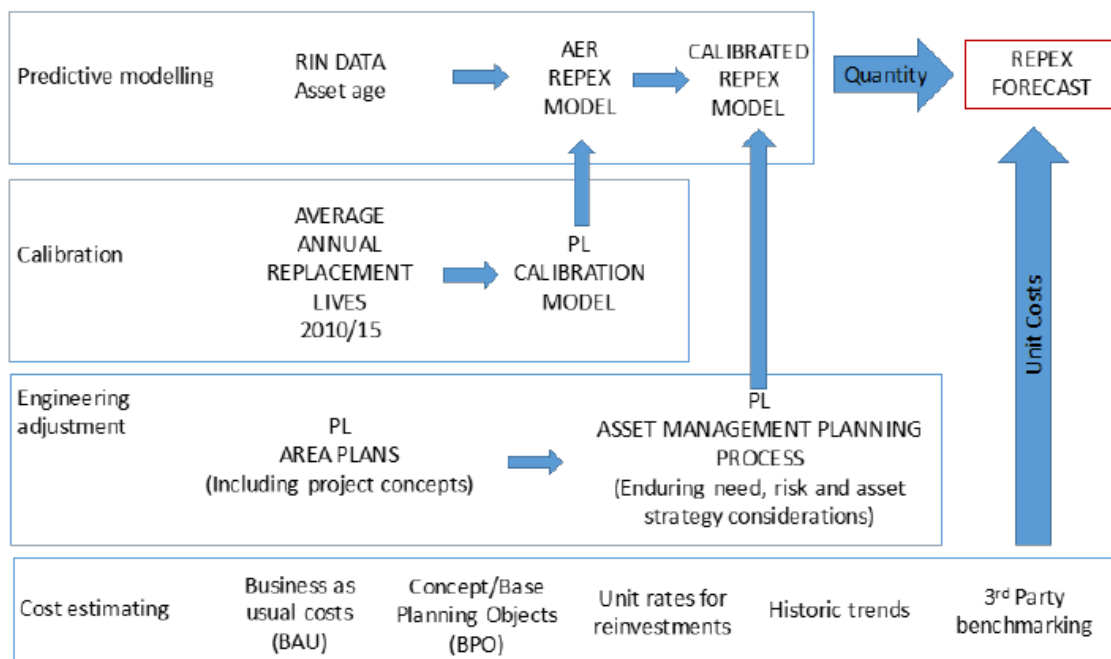 Predictive modelling
RIN DATA
Asset age
AER
REPEX
MODEL
CALIBRATED
REPEX
MODEL
Quantity
REPEX
FORECAST
Calibration
AVERAGE
ANNUAL
REPLACEMENT
LIVES
2010/15
PL
CALIBRATION
MODEL
Unit Costs
Engineering
adjustment
PL
AREA PLANS
(Including project concepts)
PL
ASSET MANAGEMENT PLANNING
PROCESS
(Enduring need, risk and asset
strategy considerations)
Cost estimating
Business as
usual costs
(BAU)
Concept/Base
Planning Objects
(BPO)
Unit rates for
reinvestments
Historic trends
3rd Party
benchmarking